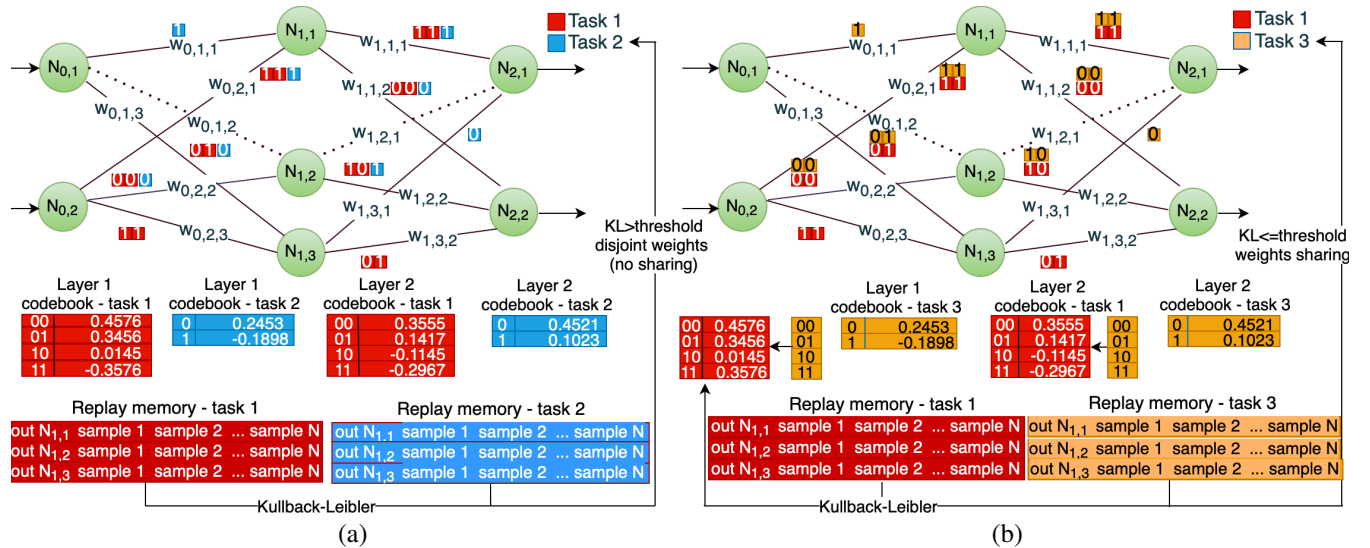 1
N1,1
111
Task 1
Task 2
w0,1,1
w1,1,1
N0,1
N2,1
111
w0,2,1
w1,1,2
000
w0,1,3
w0,1,2
w1,2,1
0
010
101
000
N1,2
w0,2,2
w1,2,2
N0,2
w1,3,1
N2,2
11
w0,2,3
w1,3,2
N1,3
01
KL>threshold
disjoint weights
(no sharing)
Layer 1
codebook - task 1
00 0.4576
01 0.3456
10 0.0145
11 -0.3576
Layer 1
codebook - task 2
0 0.2453
1 -0.1898
Layer 2
codebook - task 1
00 0.3555
01 0.1417
10 -0.1145
11 -0.2967
Layer 2
codebook - task 2
0 0.4521
1 0.1023
Replay memory - task 1
out N1,1 sample 1 sample 2 ... sample N
out N1,2 sample 1 sample 2 ... sample N
out N1,3 sample 1 sample 2 ... sample N
Replay memory - task 2
out N1,1 sample 1 sample 2 ... sample N
out N1,2 sample 1 sample 2 ... sample N
out N1,3 sample 1 sample 2 ... sample N
Kullback-Leibler
(a)
1
N1,1
11
11
Task 1
Task 3
w0,1,1
w1,1,1
N0,1
N2,1
11
11
w0,2,1
w1,1,2
00
00
w0,1,3
w0,1,2
w1,2,1
0
01
01
10
10
00
00
N1,2
w0,2,2
w1,2,2
N0,2
w1,3,1
N2,2
11
w0,2,3
w1,3,2
N1,3
01
KL<=threshold
weights sharing
00 0.4576
01 0.3456
10 0.0145
11 0.3576
00
01
10
11
Layer 1
codebook - task 3
0 0.2453
1 -0.1898
Layer 2
codebook - task 1
00 0.3555
01 0.1417
10 -0.1145
11 -0.2967
00
01
10
11
Layer 2
codebook - task 3
0 0.4521
1 0.1023
Replay memory - task 1
out N1,1 sample 1 sample 2 ... sample N
out N1,2 sample 1 sample 2 ... sample N
out N1,3 sample 1 sample 2 ... sample N
Replay memory - task 3
out N1,1 sample 1 sample 2 ... sample N
out N1,2 sample 1 sample 2 ... sample N
out N1,3 sample 1 sample 2 ... sample N
Kullback-Leibler
(b)